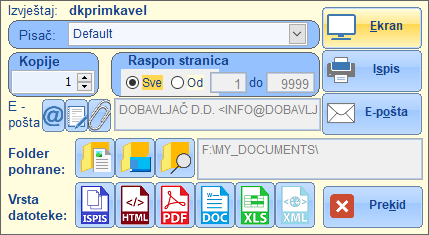 Izvještaj: dkprimkavel
Pisač: Default
Ekran
Kopije
1
Raspon stranica
Sve Od 1 do 9999
Ispis
E -
pošta
@
DOBAVLJAČ D.D. <INFO@DOBAVLJ
E-pošta
Folder
pohrane:
F:\MY_DOCUMENTS\
Vrsta
datoteke:
ISPIS
</>
HTML
PDF
DOC
XLS
XML
Prekid